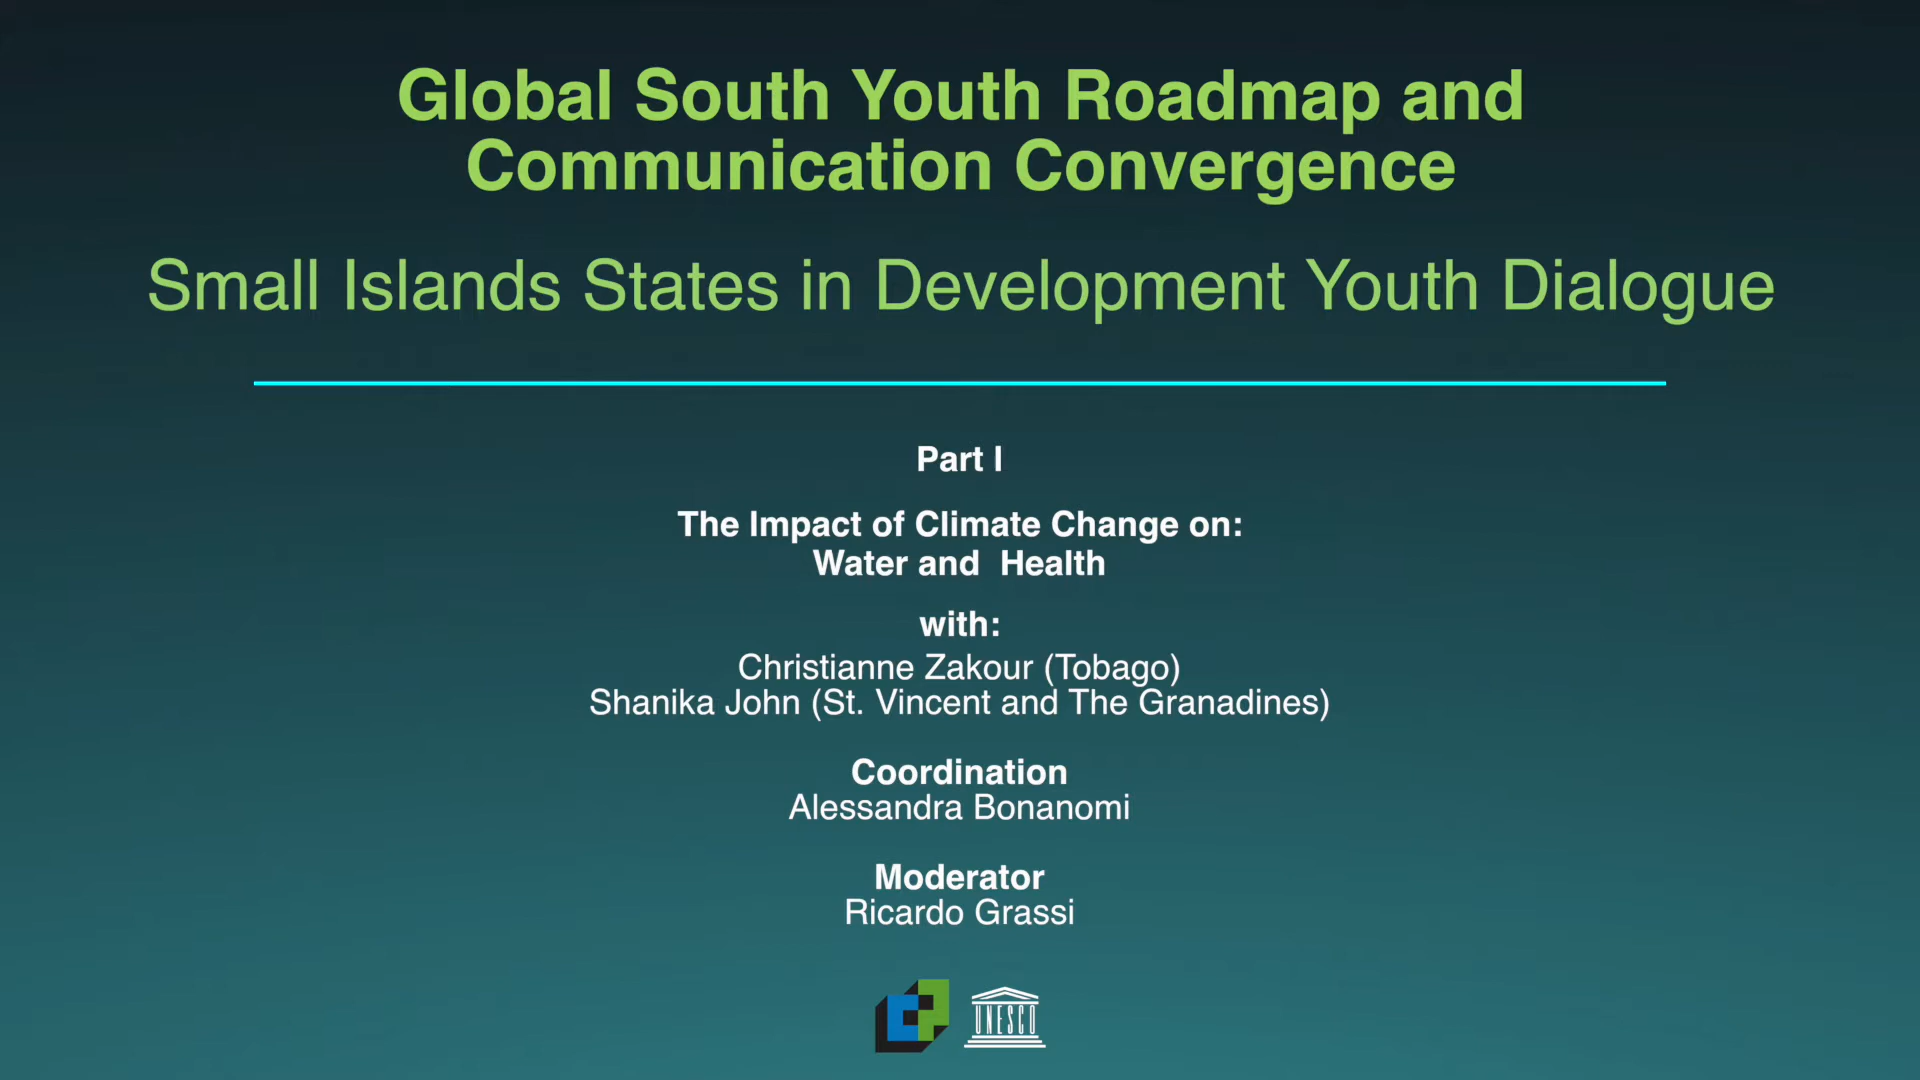 Global South Youth Roadmap and
Communication Convergence
Small Islands States in Development Youth Dialogue
Part I
The Impact of Climate Change on:
Water and  Health
with:
Christianne Zakour (Tobago)
Shanika John (St. Vincent and The Granadines)
Coordination
Alessandra Bonanomi
Moderator
Ricardo Grassi
UNESCO